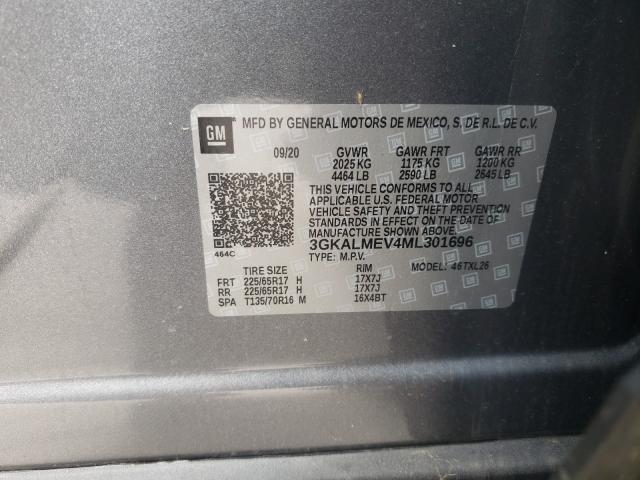 GM
MFD BY GENERAL MOTORS DE MEXICO, S. DE R.L. DE C.V.
09/20 GVWR GAWR FRT GAWR RR
2025 KG 1175 KG 1200 KG
4464 LB 2590 LB 2645 LB
THIS VEHICLE CONFORMS TO ALL
APPLICABLE U.S. FEDERAL MOTOR
VEHICLE SAFETY AND THEFT PREVENTION
STANDARDS IN EFFECT ON THE DATE OF
MANUFACTURE SHOWN ABOVE.
464C
3GKALMEV4ML301696
TYPE: M.P.V. MODEL: 46TXL26
TIRE SIZE RIM
FRT 225/65R17 H 17X7J
RR 225/65R17 H 17X7J
SPA T135/70R16 M 16X4BT